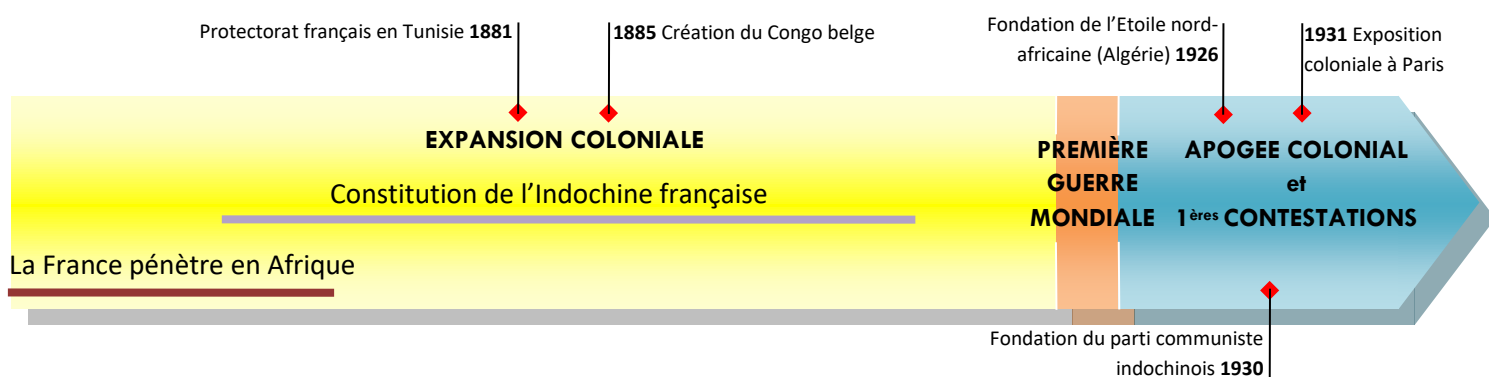 Protectorat français en Tunisie 1881
1885 Création du Congo belge
Fondation de l’Etoile nord-
africaine (Algérie) 1926
1931 Exposition
coloniale à Paris
EXPANSION COLONIALE
Constitution de l’Indochine française
La France pénètre en Afrique
PREMIÈRE
GUERRE
MONDIALE
APOGEE COLONIAL
et
1ères CONTESTATIONS
Fondation du parti communiste
indochinois 1930